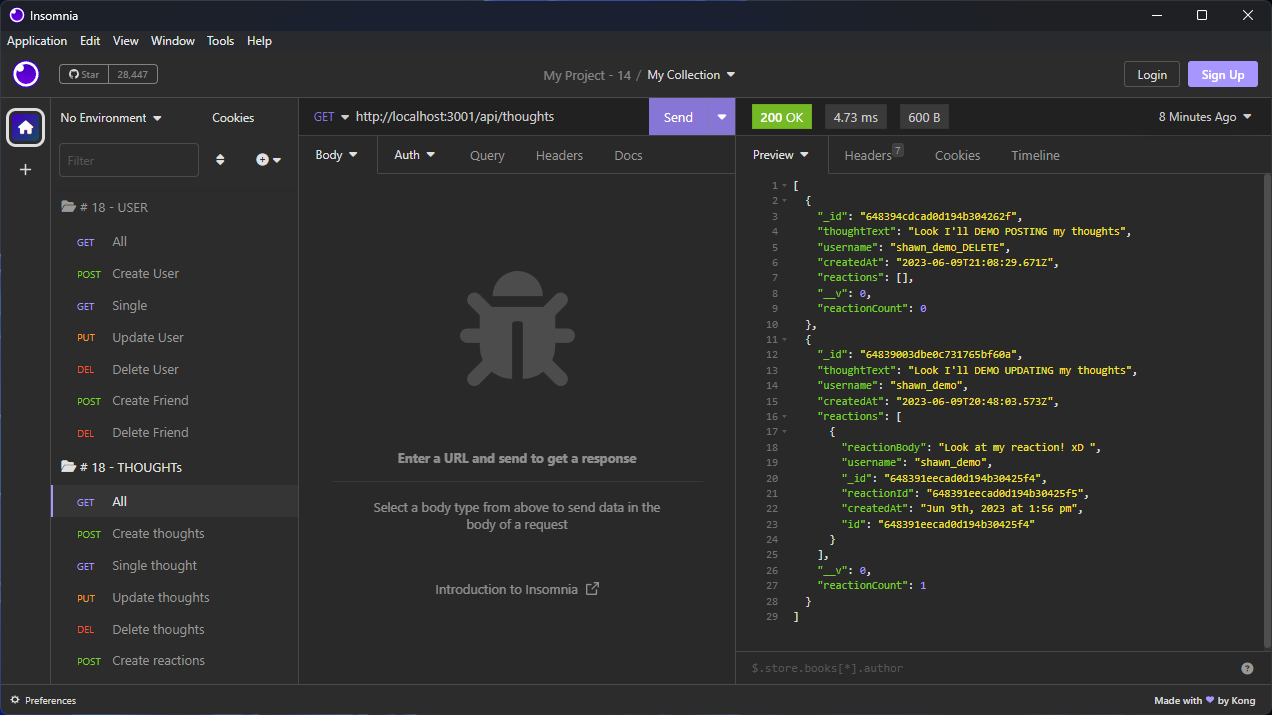 Insomnia
Application Edit View Window Tools Help
Star 28,447
My Project - 14 / My Collection
Login Sign Up
No Environment Cookies
Filter
# 18 - USER
GET All
POST Create User
GET Single
PUT Update User
DEL Delete User
POST Create Friend
DEL Delete Friend
# 18 - THOUGHTs
GET All
POST Create thoughts
GET Single thought
PUT Update thoughts
DEL Delete thoughts
POST Create reactions
GET http://localhost:3001/api/thoughts Send
Body Auth Query Headers Docs
Enter a URL and send to get a response
Select a body type from above to send data in the
body of a request
Introduction to Insomnia
200 OK 4.73 ms 600 B 8 Minutes Ago
Preview Headers 7 Cookies Timeline
1 [
2 {
3 "_id": "648394cdcad0d194b304262f",
4 "thoughtText": "Look I'll DEMO POSTING my thoughts",
5 "username": "shawn_demo_DELETE",
6 "createdAt": "2023-06-09T21:08:29.671Z",
7 "reactions": [],
8 "__v": 0,
9 "reactionCount": 0
10 },
11 {
12 "_id": "64839003dbe0c731765bf60a",
13 "thoughtText": "Look I'll DEMO UPDATING my thoughts",
14 "username": "shawn_demo",
15 "createdAt": "2023-06-09T20:48:03.573Z",
16 "reactions": [
17 {
18 "reactionBody": "Look at my reaction! xD ",
19 "username": "shawn_demo",
20 "_id": "648391eecad0d194b30425f4",
21 "reactionId": "648391eecad0d194b30425f5",
22 "createdAt": "Jun 9th, 2023 at 1:56 pm",
23 "id": "648391eecad0d194b30425f4"
24 }
25 ],
26 "__v": 0,
27 "reactionCount": 1
28 }
29 ]
$.store.books[*].author
Preferences
Made with ❤ by Kong